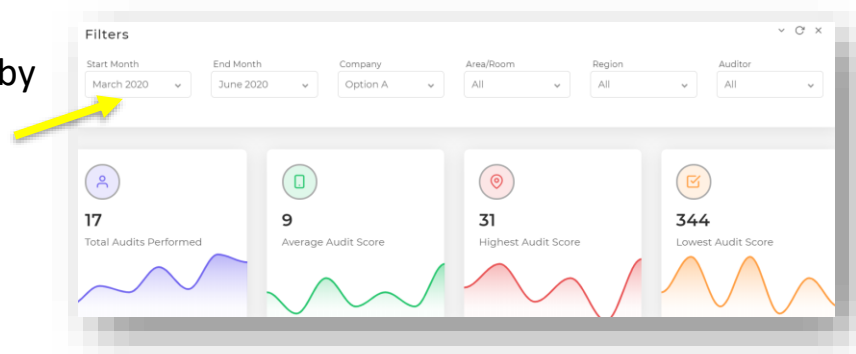 by
Filters
Start Month End Month Company Area/Room Region Auditor
March 2020 June 2020 Option A All All All
17 9 31 344
Total Audits Performed Average Audit Score Highest Audit Score Lowest Audit Score